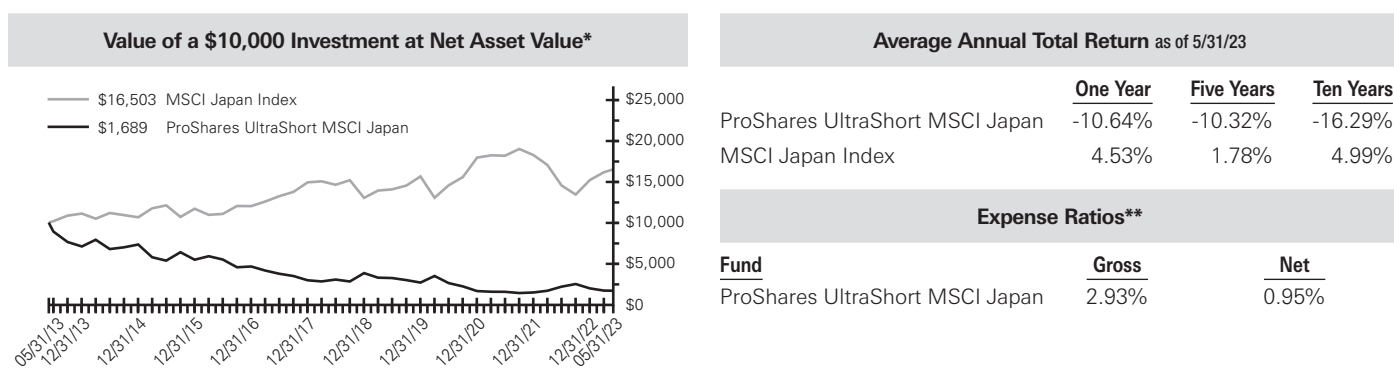 Value of a $10,000 Investment at Net Asset Value*
$16,503 MSCI Japan Index
$1,689 ProShares UltraShort MSCI Japan
$25,000
$20,000
$15,000
$10,000
$5,000
$0
05/31/13
12/31/13
12/31/14
12/31/15
12/31/16
12/31/17
12/31/18
12/31/19
12/31/20
12/31/21
12/31/22
05/31/23
Average Annual Total Return as of 5/31/23
One Year Five Years Ten Years
ProShares UltraShort MSCI Japan -10.64% -10.32% -16.29%
MSCI Japan Index 4.53% 1.78% 4.99%
Expense Ratios**
Fund Gross Net
ProShares UltraShort MSCI Japan 2.93% 0.95%